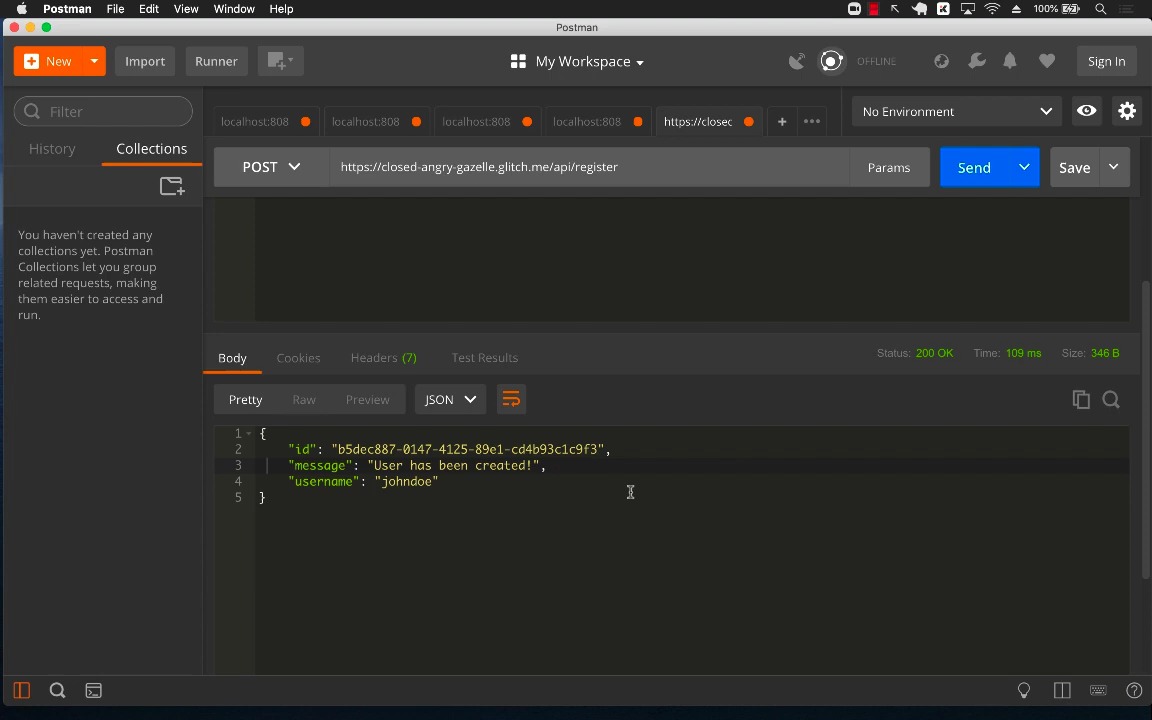 Postman File Edit View Window Help 100%
Postman
New Import Runner My Workspace OFFLINE Sign In
Filter
localhost:808 localhost:808 localhost:808 localhost:808 https://closec No Environment
History Collections
POST https://closed-angry-gazelle.glitch.me/api/register Params Send Save
You haven't created any
collections yet. Postman
Collections let you group
related requests, making
them easier to access and
run.
Body Cookies Headers (7) Test Results Status: 200 OK Time: 109 ms Size: 346 B
Pretty Raw Preview JSON
1 {
2 "id": "b5dec887-0147-4125-89e1-cd4b93c1c9f3",
3 "message": "User has been created!",
4 "username": "johndoe"
5 }